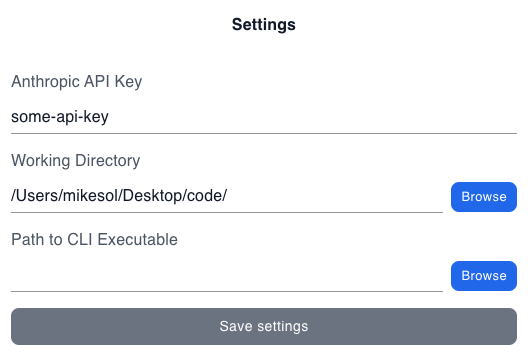 Settings
Anthropic API Key
some-api-key
Working Directory
/Users/mikesol/Desktop/code/
Browse
Path to CLI Executable
Browse
Save settings